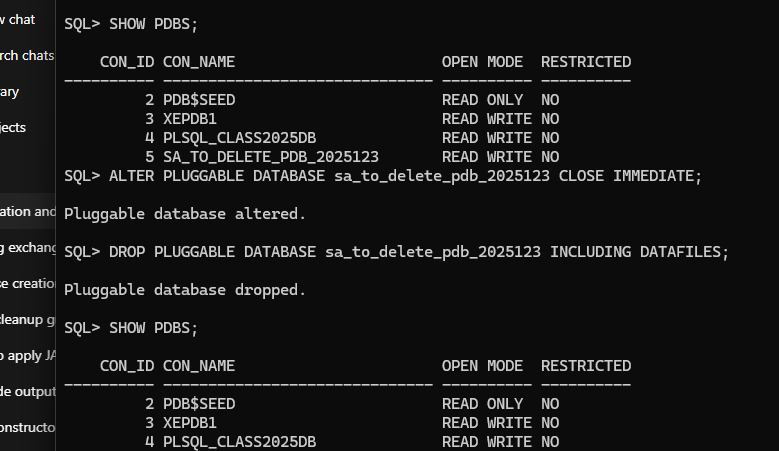 w chat
rch chats
ary
jects
ation and
g exchang
se creatio
cleanup g
o apply JA
de output
onstructo
SQL> SHOW PDBS;
CON_ID CON_NAME OPEN MODE RESTRICTED
---------- ------------------------------ ---------- ----------
2 PDB$SEED READ ONLY NO
3 XEPDB1 READ WRITE NO
4 PLSQL_CLASS2025DB READ WRITE NO
5 SA_TO_DELETE_PDB_2025123 READ WRITE NO
SQL> ALTER PLUGGABLE DATABASE sa_to_delete_pdb_2025123 CLOSE IMMEDIATE;
Pluggable database altered.
SQL> DROP PLUGGABLE DATABASE sa_to_delete_pdb_2025123 INCLUDING DATAFILES;
Pluggable database dropped.
SQL> SHOW PDBS;
CON_ID CON_NAME OPEN MODE RESTRICTED
---------- ------------------------------ ---------- ----------
2 PDB$SEED READ ONLY NO
3 XEPDB1 READ WRITE NO
4 PLSQL_CLASS2025DB READ WRITE NO